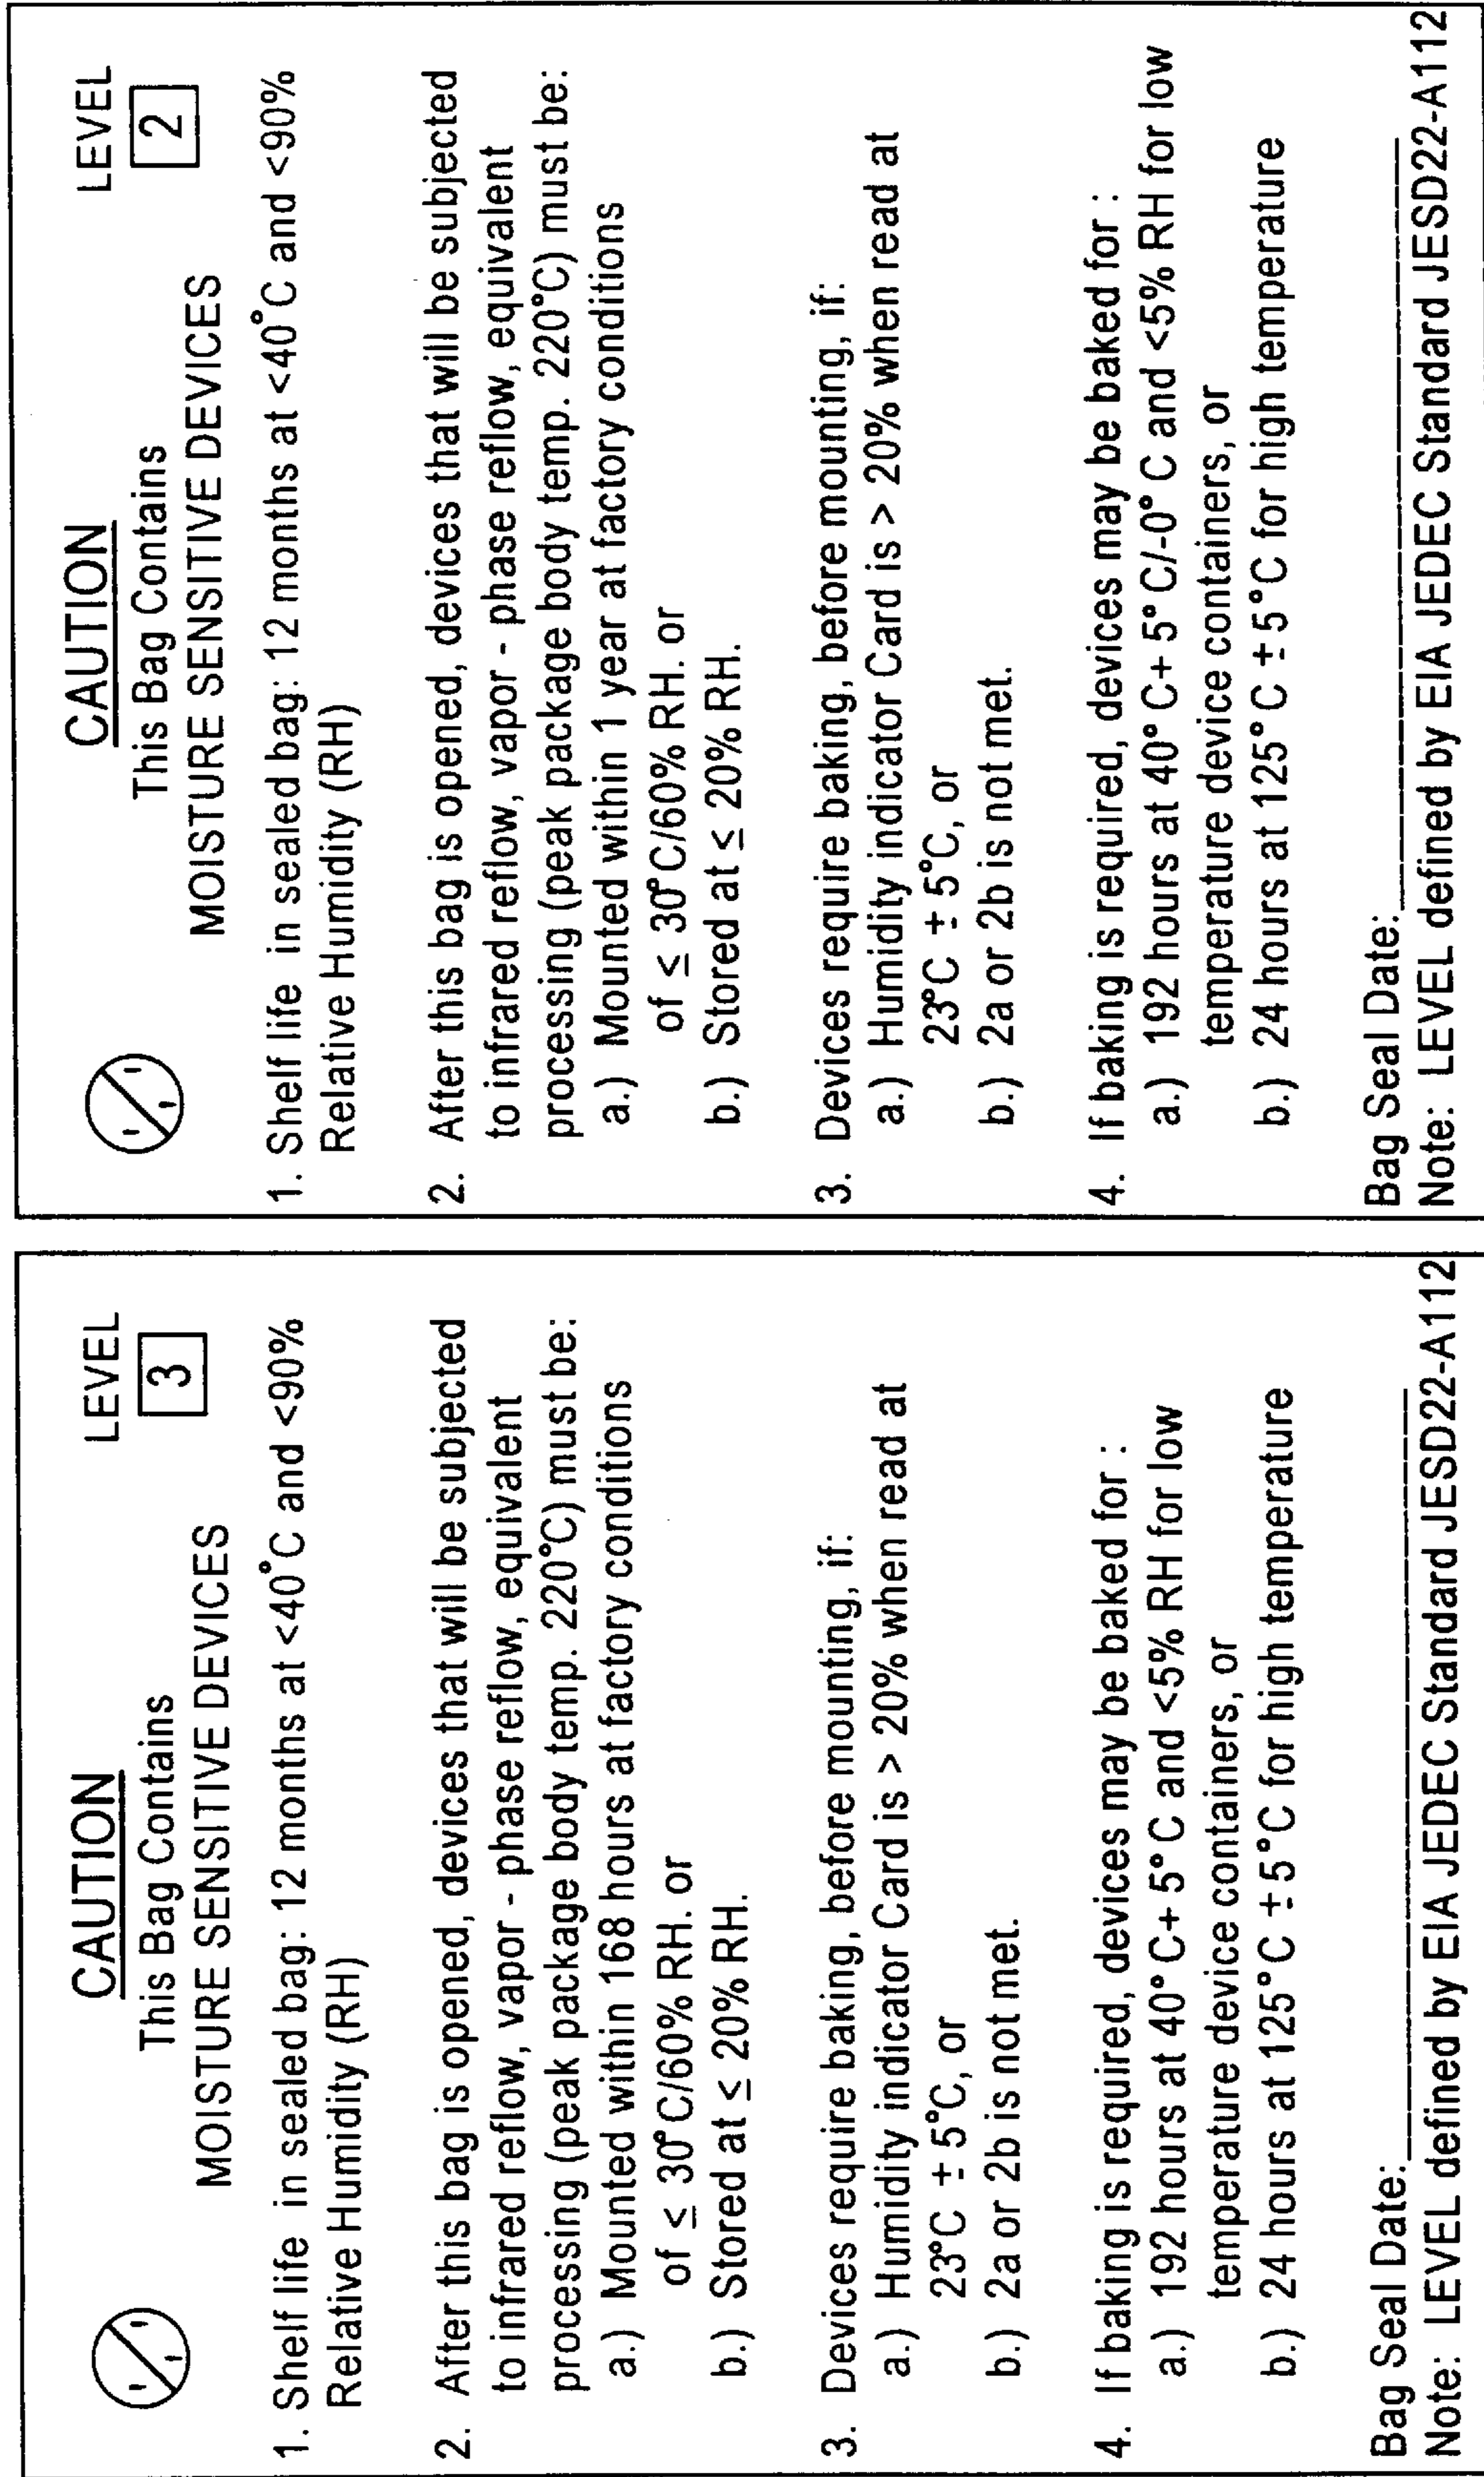 CAUTION
LEVEL
This Bag Contains
3
MOISTURE SENSITIVE DEVICES
1. Shelf life in sealed bag: 12 months at <40°C and <90%
Relative Humidity (RH)
2. After this bag is opened, devices that will be subjected
to infrared reflow, vapor - phase reflow, equivalent
processing (peak package body temp. 220°C) must be:
a.) Mounted within 168 hours at factory conditions
of ≤ 30°C/60% RH. or
b.) Stored at ≤ 20% RH.
3. Devices require baking, before mounting, if:
a.) Humidity indicator Card is > 20% when read at
23°C ± 5°C, or
b.) 2a or 2b is not met.
4. If baking is required, devices may be baked for :
a.) 192 hours at 40° C+ 5° C and <5% RH for low
temperature device containers, or
b.) 24 hours at 125°C ±5°C for high temperature
Bag Seal Date:
Note: LEVEL defined by EIA JEDEC Standard JESD22-A112
CAUTION
LEVEL
This Bag Contains
2
MOISTURE SENSITIVE DEVICES
1. Shelf life in sealed bag: 12 months at <40°C and <90%
Relative Humidity (RH)
2. After this bag is opened, devices that will be subjected
to infrared reflow, vapor - phase reflow, equivalent
processing (peak package body temp. 220°C) must be:
a.) Mounted within 1 year at factory conditions
of ≤ 30°C/60% RH. or
b.) Stored at ≤ 20% RH.
3. Devices require baking, before mounting, if:
a.) Humidity indicator Card is > 20% when read at
23°C ± 5°C, or
b.) 2a or 2b is not met.
4. If baking is required, devices may be baked for :
a.) 192 hours at 40° C+ 5° C/-0° C and <5% RH for low
temperature device containers, or
b.) 24 hours at 125°C ±5°C for high temperature
Bag Seal Date:
Note: LEVEL defined by EIA JEDEC Standard JESD22-A112